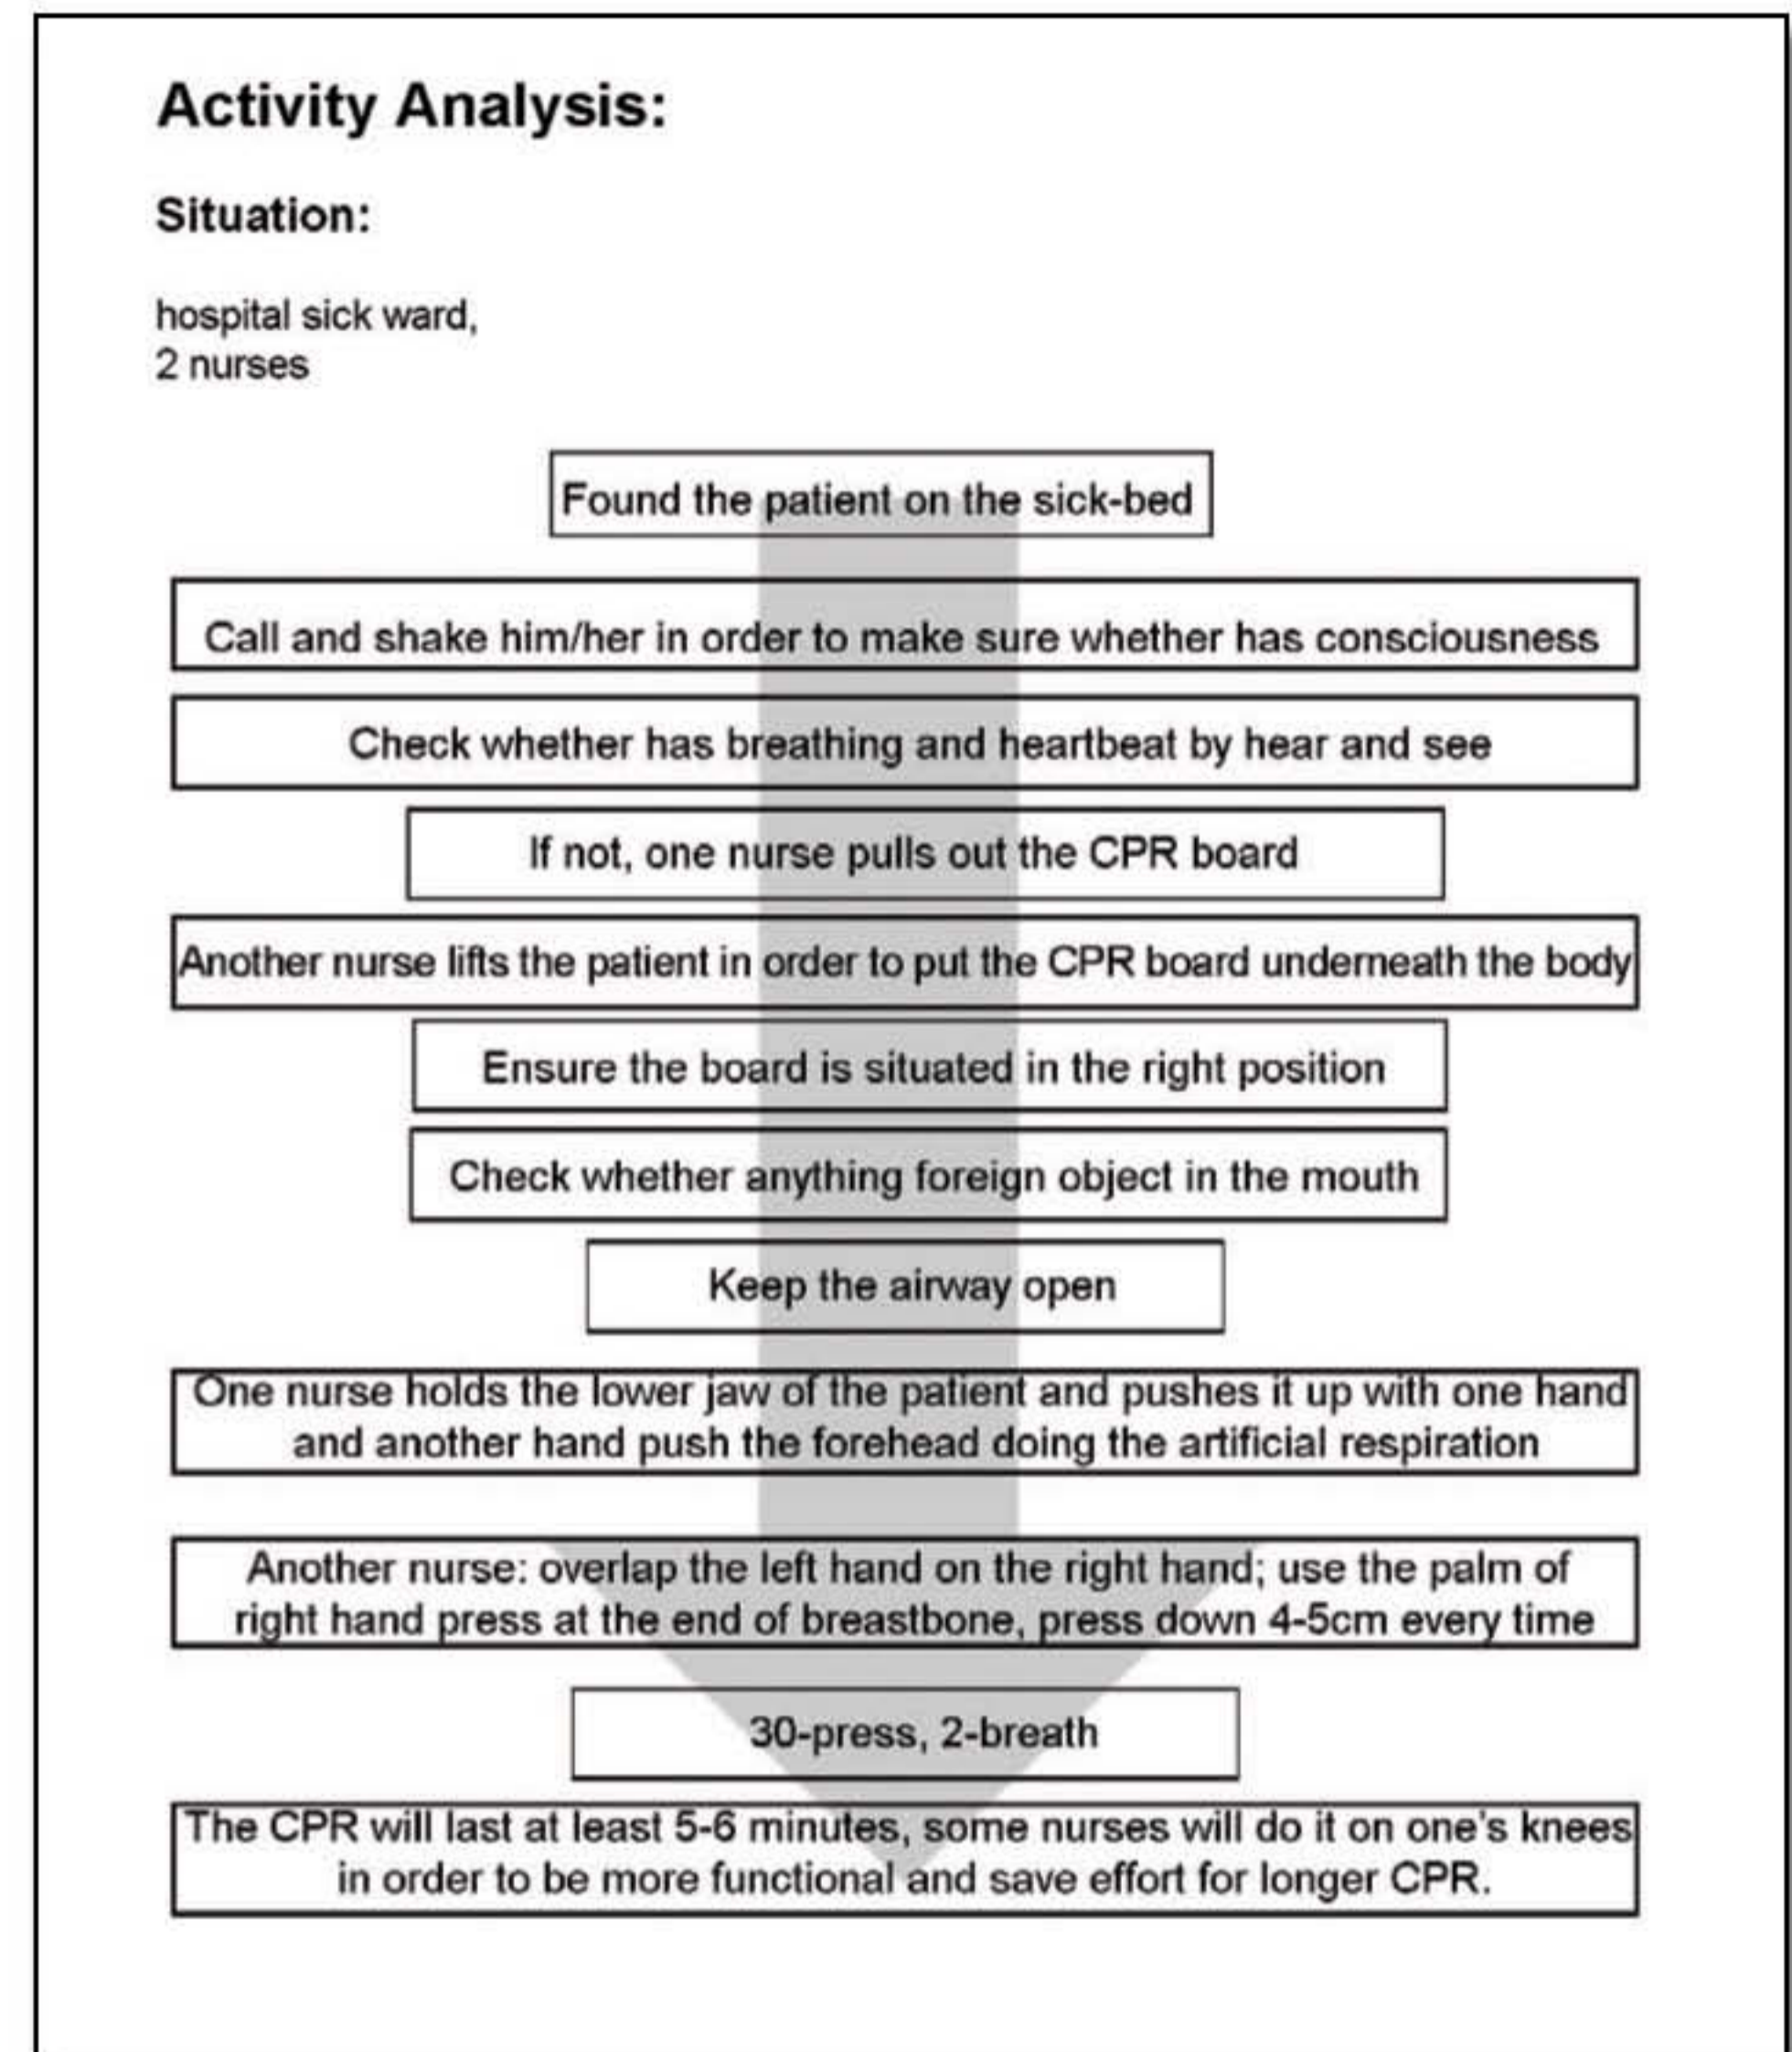 Activity Analysis:
Situation:
hospital sick ward,
2 nurses
Found the patient on the sick-bed
Call and shake him/her in order to make sure whether has consciousness
Check whether has breathing and heartbeat by hear and see
If not, one nurse pulls out the CPR board
Another nurse lifts the patient in order to put the CPR board underneath the body
Ensure the board is situated in the right position
Check whether anything foreign object in the mouth
Keep the airway open
One nurse holds the lower jaw of the patient and pushes it up with one hand
and another hand push the forehead doing the artificial respiration
Another nurse: overlap the left hand on the right hand; use the palm of
right hand press at the end of breastbone, press down 4-5cm every time
30-press, 2-breath
The CPR will last at least 5-6 minutes, some nurses will do it on one's knees
in order to be more functional and save effort for longer CPR.